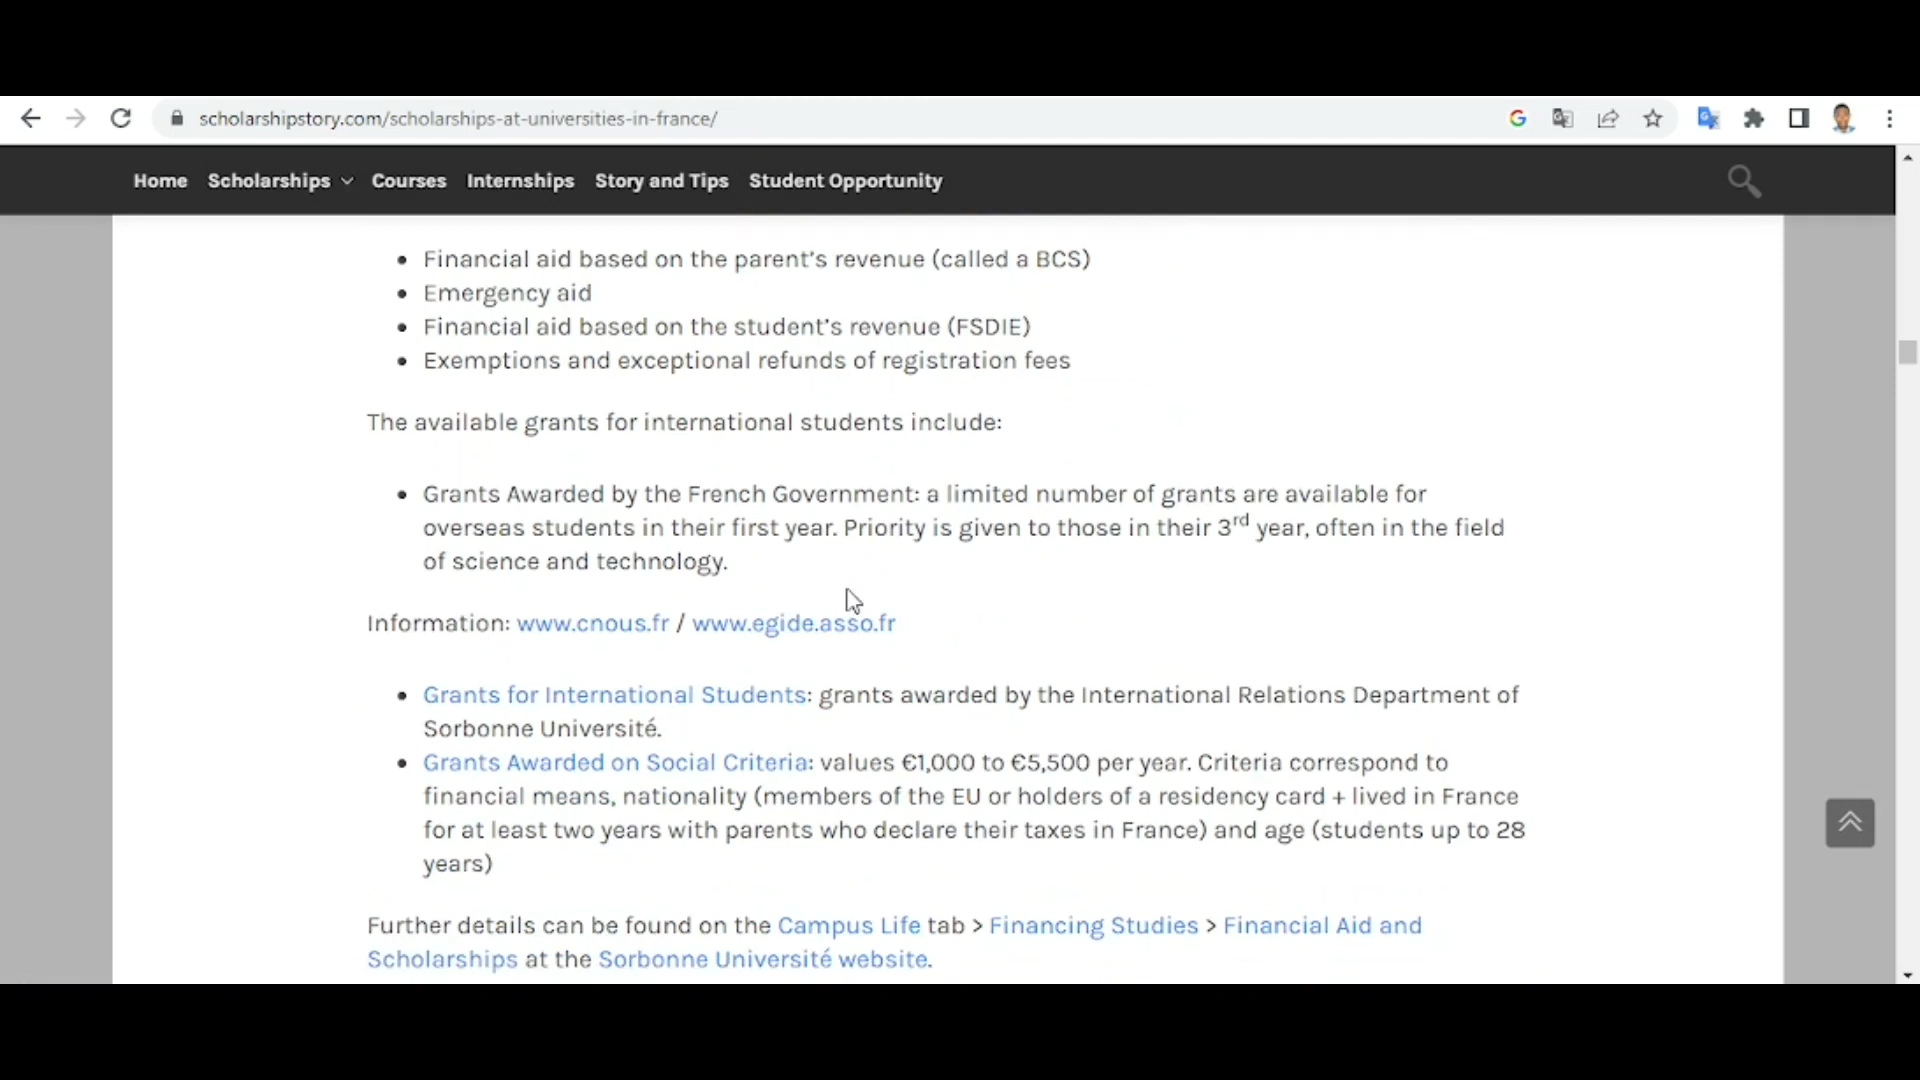 scholarshipstory.com/scholarships-at-universities-in-france/
Home Scholarships Courses Internships Story and Tips Student Opportunity
• Financial aid based on the parent’s revenue (called a BCS)
• Emergency aid
• Financial aid based on the student’s revenue (FSDIE)
• Exemptions and exceptional refunds of registration fees
The available grants for international students include:
• Grants Awarded by the French Government: a limited number of grants are available for
overseas students in their first year. Priority is given to those in their 3rd year, often in the field
of science and technology.
Information: www.cnous.fr / www.egide.asso.fr
• Grants for International Students: grants awarded by the International Relations Department of
Sorbonne Université.
• Grants Awarded on Social Criteria: values €1,000 to €5,500 per year. Criteria correspond to
financial means, nationality (members of the EU or holders of a residency card + lived in France
for at least two years with parents who declare their taxes in France) and age (students up to 28
years)
Further details can be found on the Campus Life tab > Financing Studies > Financial Aid and
Scholarships at the Sorbonne Université website.